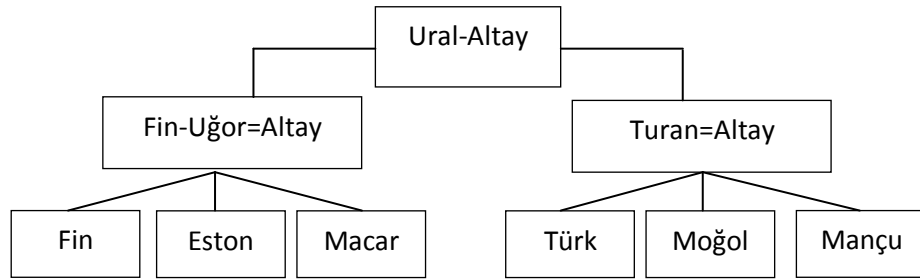 Ural-Altay
Fin-Uğor=Altay
Turan=Altay
Fin
Eston
Macar
Türk
Moğol
Mançu